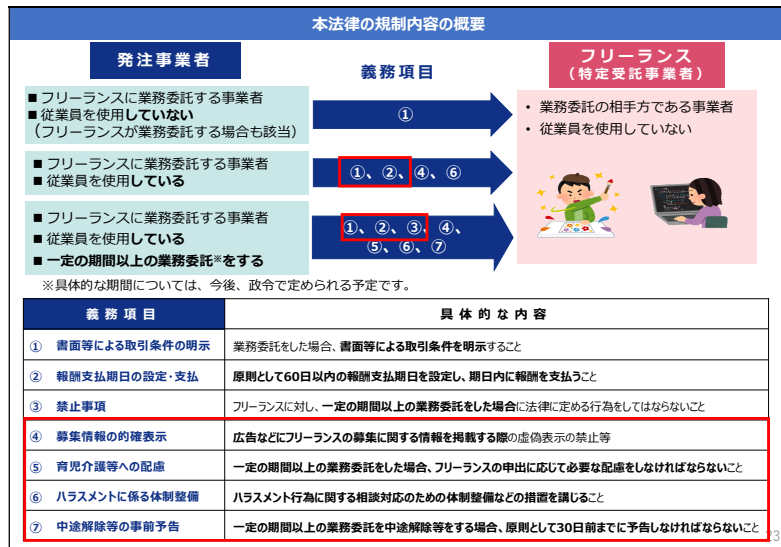 本法律の規制内容の概要
発注事業者
義務項目
フリーランス
（特定受託事業者）
■ フリーランスに業務委託する事業者
■ 従業員を使用していない
（フリーランスが業務委託する場合も該当）
①
• 業務委託の相手方である事業者
• 従業員を使用していない
■ フリーランスに業務委託する事業者
■ 従業員を使用している
①、②、④、⑥
■ フリーランスに業務委託する事業者
■ 従業員を使用している
■ 一定の期間以上の業務委託※をする
①、②、③、④、
⑤、⑥、⑦
※具体的な期間については、今後、政令で定められる予定です。
義務項目 具体的な内容
① 書面等による取引条件の明示 業務委託をした場合、書面等による取引条件を明示すること
② 報酬支払期日の設定・支払 原則として60日以内の報酬支払期日を設定し、期日内に報酬を支払うこと
③ 禁止事項 フリーランスに対し、一定の期間以上の業務委託をした場合に法律に定める行為をしてはならないこと
④ 募集情報の的確表示 広告などにフリーランスの募集に関する情報を掲載する際の虚偽表示の禁止等
⑤ 育児介護等への配慮 一定の期間以上の業務委託をした場合、フリーランスの申出に応じて必要な配慮をしなければならないこと
⑥ ハラスメントに係る体制整備 ハラスメント行為に関する相談対応のための体制整備などの措置を講じること
⑦ 中途解除等の事前予告 一定の期間以上の業務委託を中途解除等をする場合、原則として30日前までに予告しなければならないこと
23